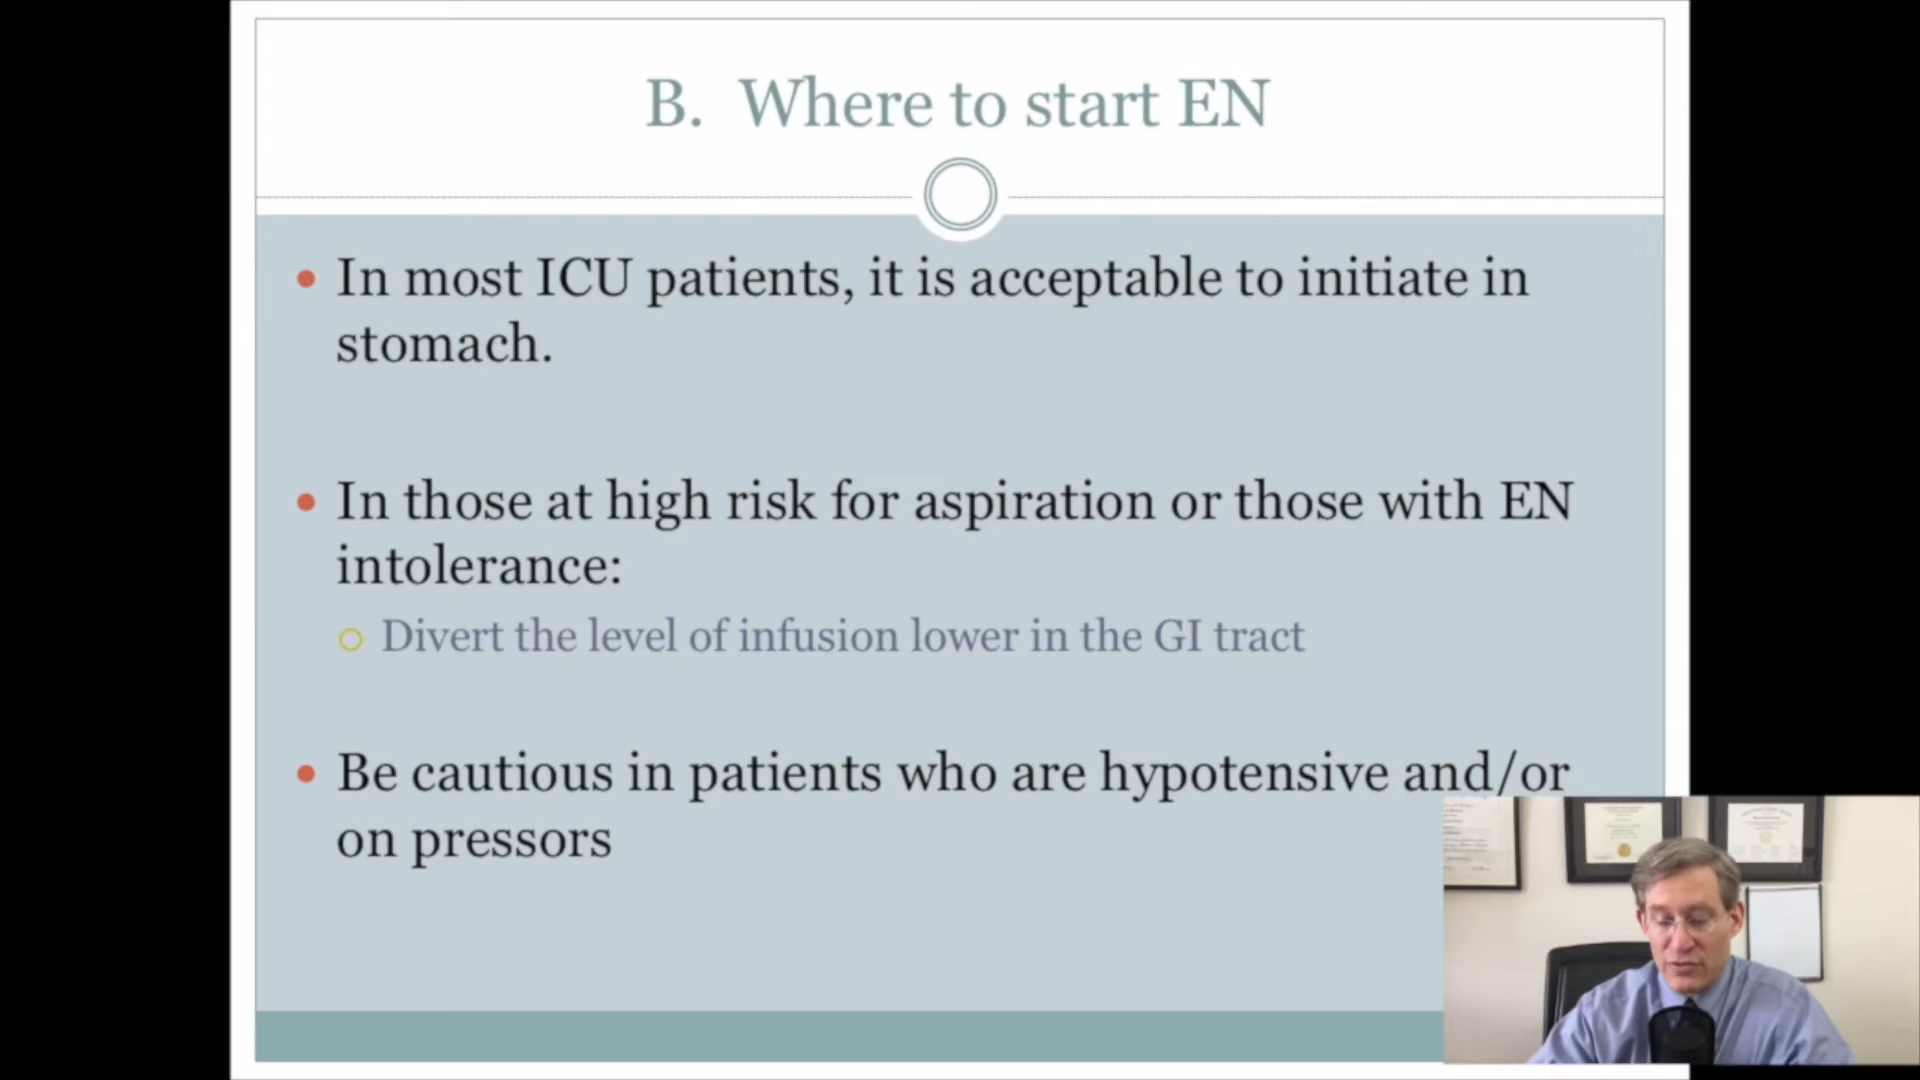 B. Where to start EN
• In most ICU patients, it is acceptable to initiate in
stomach.
• In those at high risk for aspiration or those with EN
intolerance:
Divert the level of infusion lower in the GI tract
• Be cautious in patients who are hypotensive and/or
on pressors